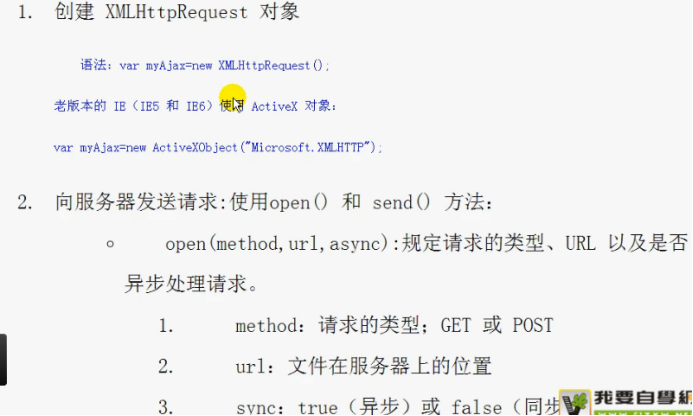 1. 创建 XMLHttpRequest 对象
语法: var myAjax=new XMLHttpRequest();
老版本的 IE（IE5 和 IE6）使用 ActiveX 对象:
var myAjax=new ActiveXObject("Microsoft.XMLHTTP");
2. 向服务器发送请求:使用open() 和 send() 方法:
open(method,url,async):规定请求的类型、URL 以及是否
异步处理请求。
1. method: 请求的类型; GET 或 POST
2. url: 文件在服务器上的位置
3. sync: true（异步）或 false（同步
我要自學網